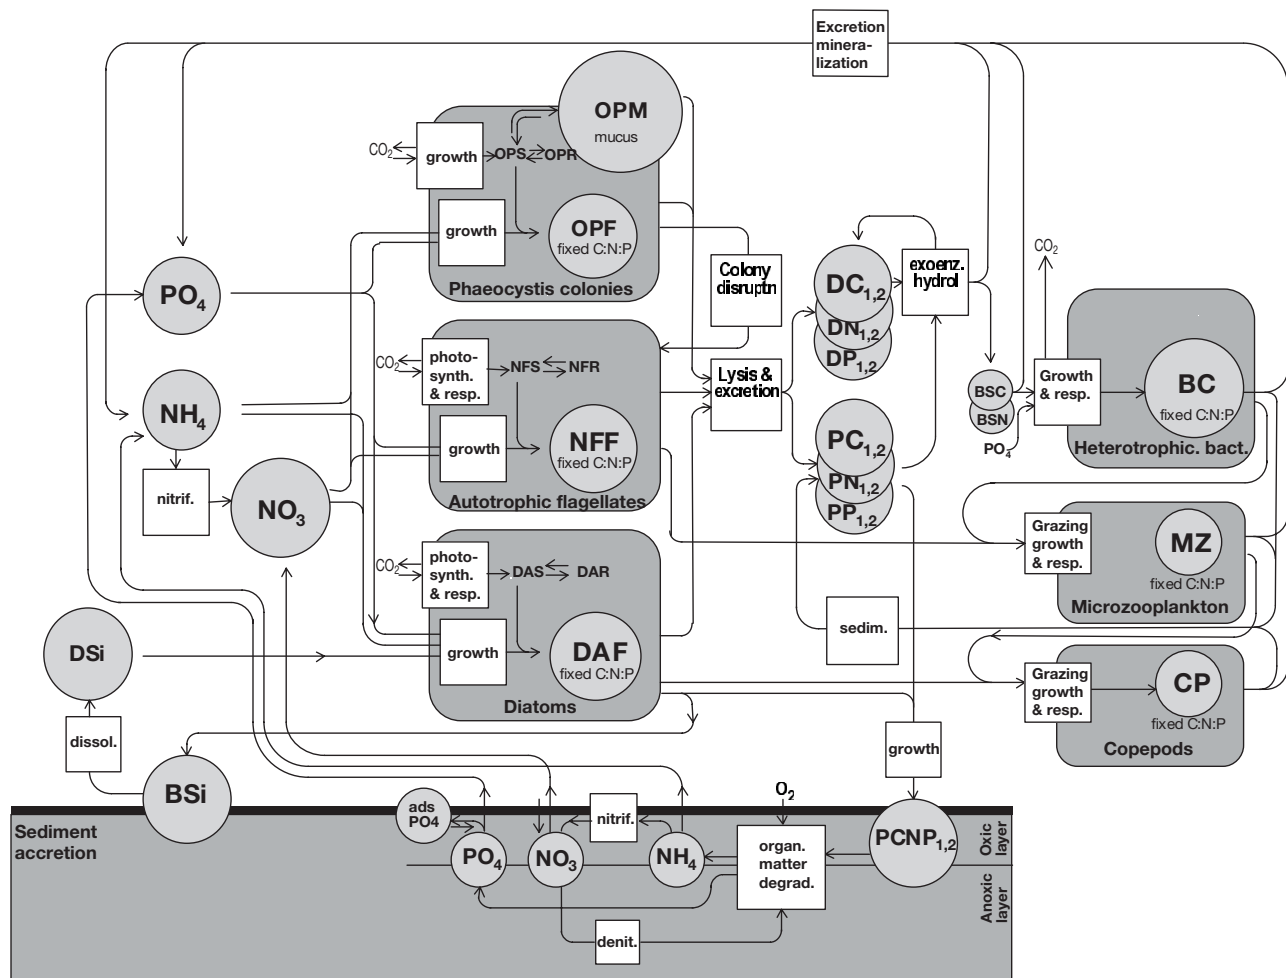 Excretion
minera-
lization
OPM
mucus
CO2
growth
OPS
OPR
growth
OPF
fixed C:N:P
Phaeocystis colonies
PO4
Colony
disruptn
DC1,2
DN1,2
DP1,2
exoenz.
hydrol
CO2
CO2
photo-
synth.
& resp.
NFS
NFR
growth
NFF
fixed C:N:P
Autotrophic flagellates
Lysis &
excretion
NH4
nitrif.
NO3
PC1,2
PN1,2
PP1,2
BSC
BSN
PO4
Growth
& resp.
BC
fixed C:N:P
Heterotrophic. bact.
CO2
photo-
synth.
& resp.
DAS
DAR
growth
DAF
fixed C:N:P
Diatoms
Grazing
growth
& resp.
MZ
fixed C:N:P
Microzooplankton
sedim.
DSi
dissol.
BSi
Grazing
growth
& resp.
CP
fixed C:N:P
Copepods
growth
Sediment
accretion
ads
PO4
PO4
NO3
nitrif.
NH4
O2
organ.
matter
degrad.
PCNP1,2
Oxic
layer
Anoxic
layer
denit.